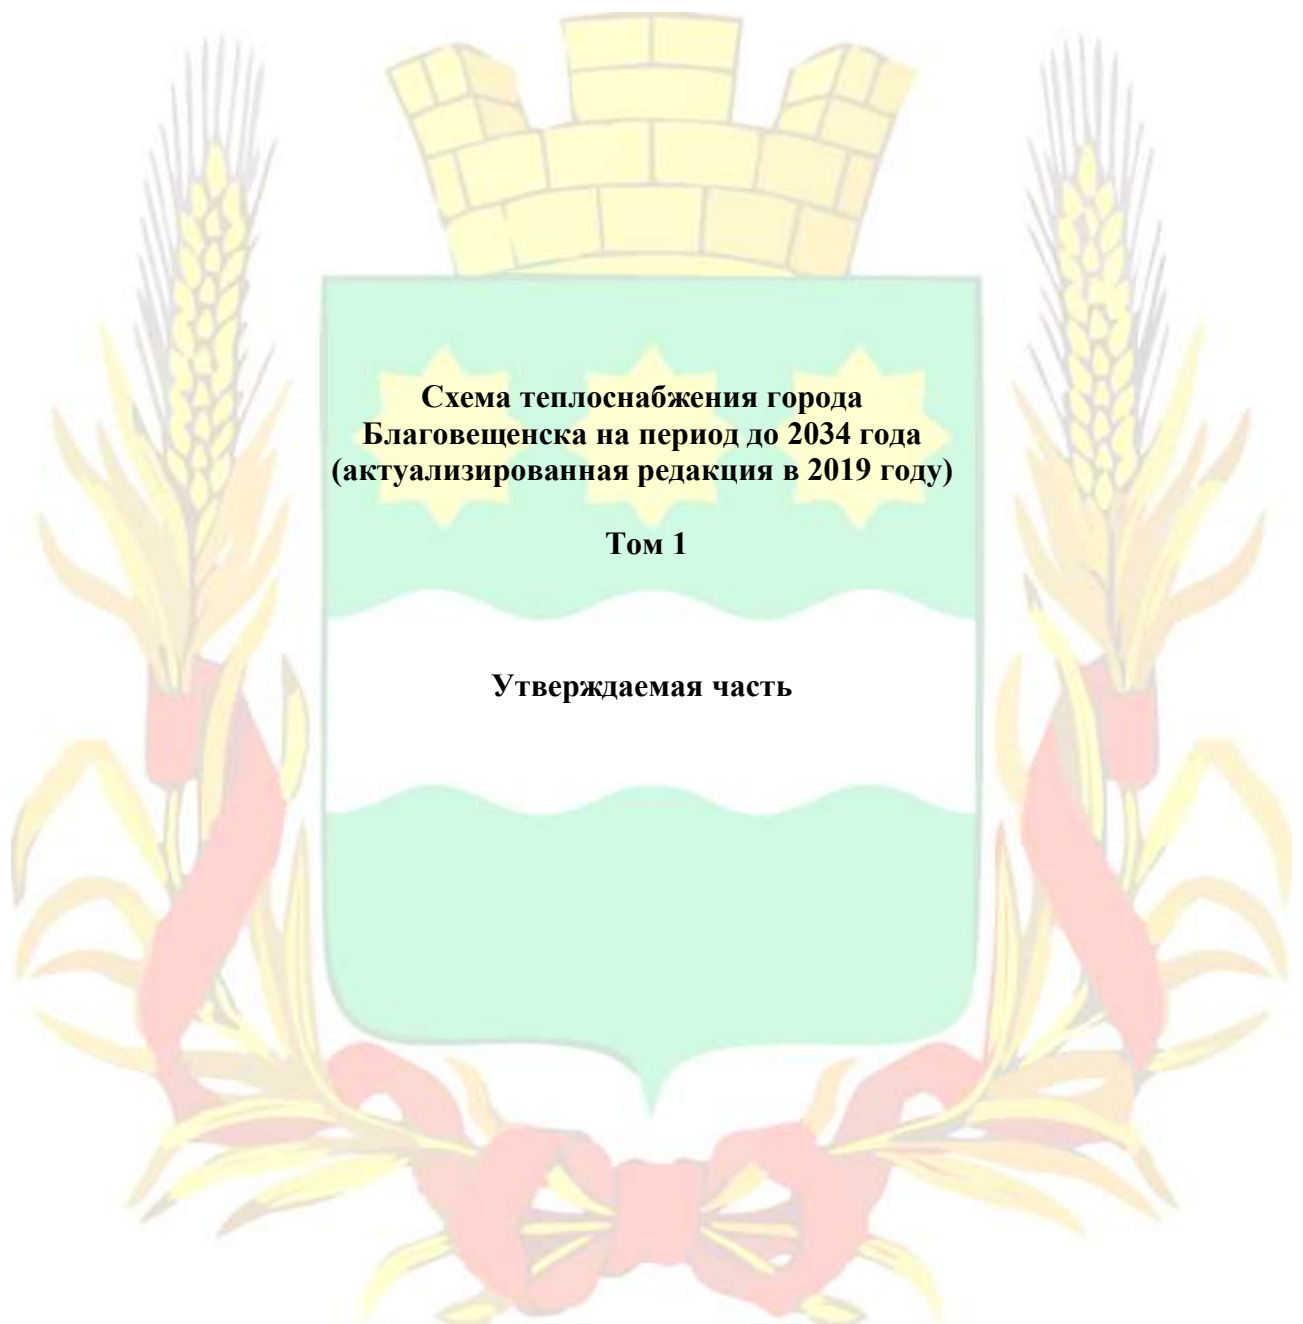 Схема теплоснабжения города
Благовещенска на период до 2034 года
(актуализированная редакция в 2019 году)
Том 1
Утверждаемая часть